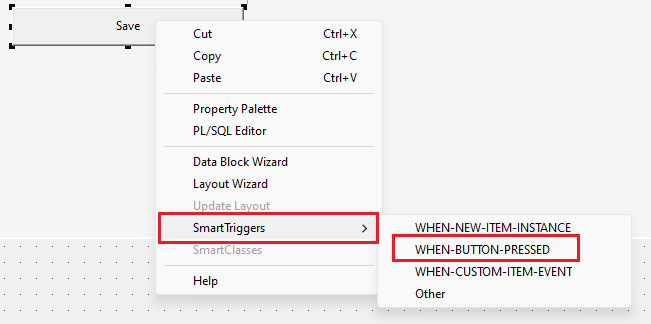 Save
Cut Ctrl+X
Copy Ctrl+C
Paste Ctrl+V
Property Palette
PL/SQL Editor
Data Block Wizard
Layout Wizard
Update Layout
SmartTriggers
SmartClasses
Help
WHEN-NEW-ITEM-INSTANCE
WHEN-BUTTON-PRESSED
WHEN-CUSTOM-ITEM-EVENT
Other